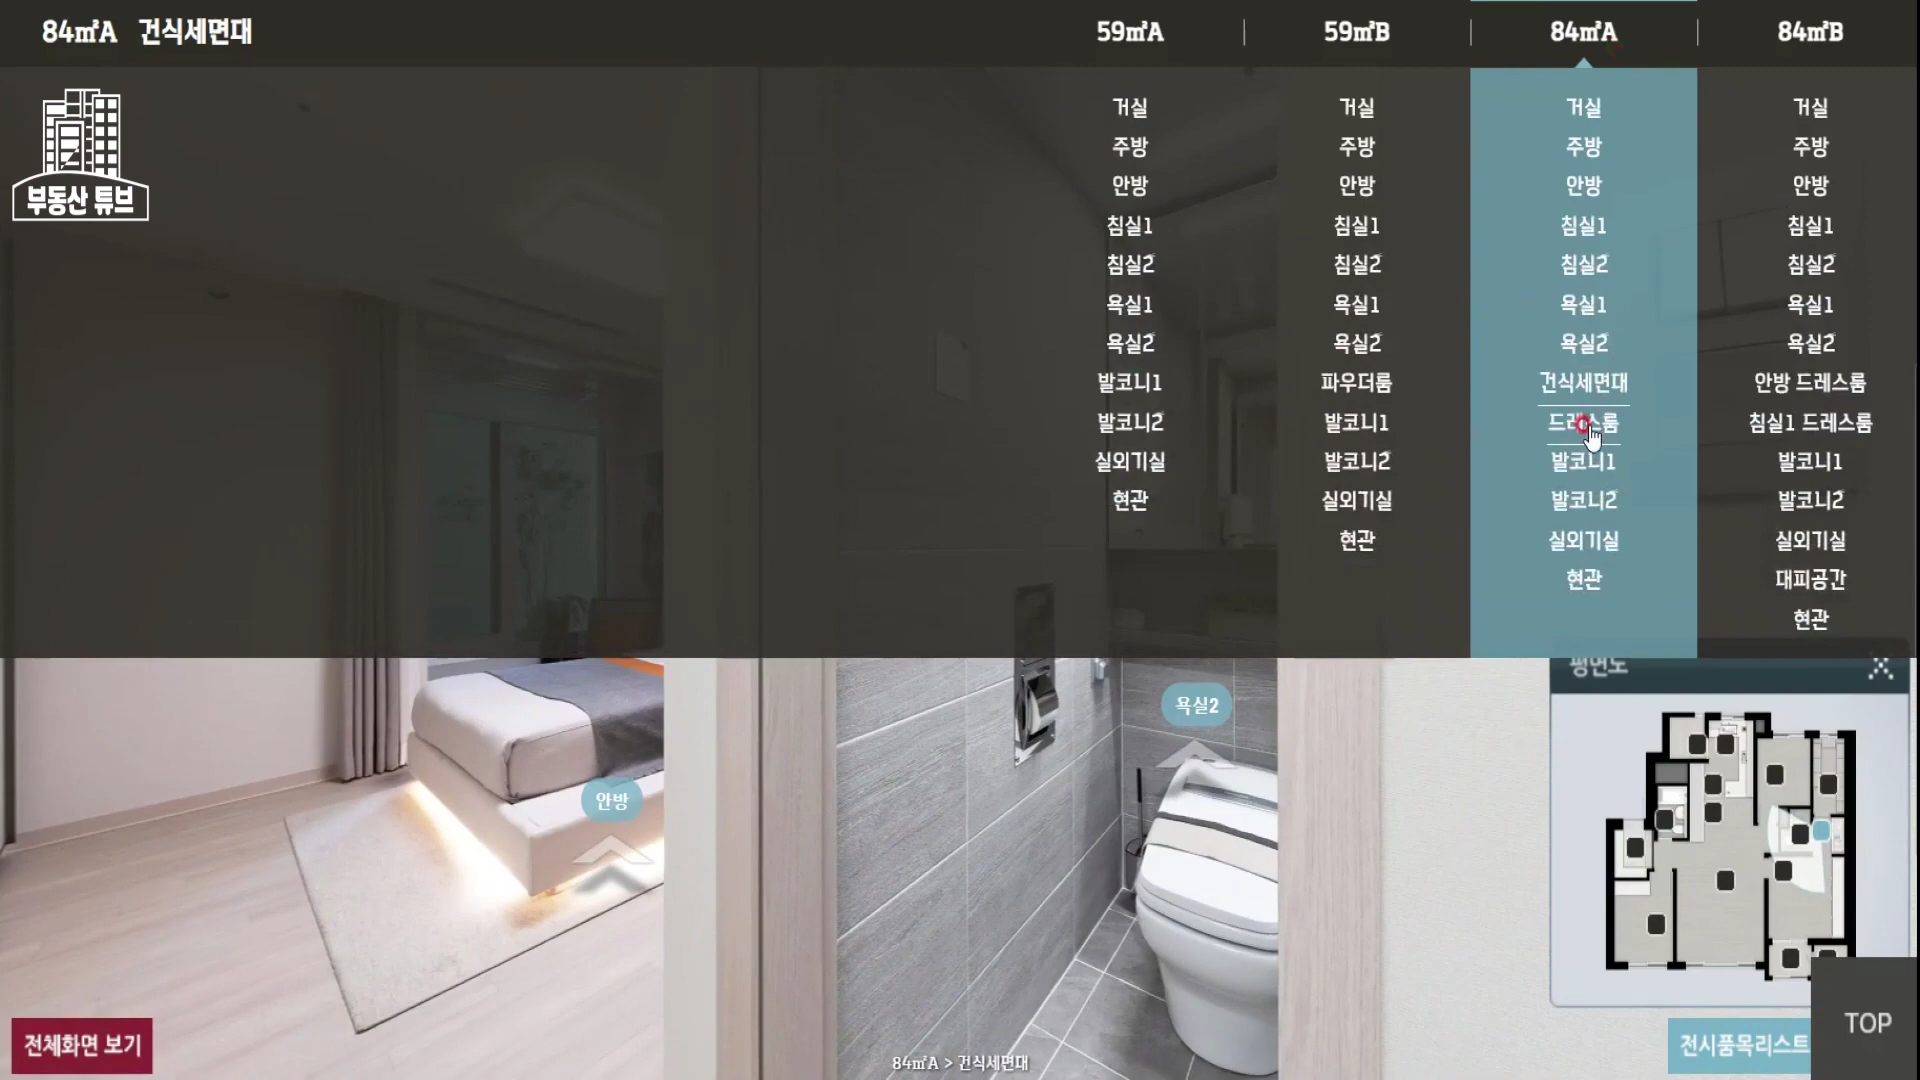 84㎡A 건식세면대
59㎡A
59㎡B
84㎡A
84㎡B
부동산 튜브
거실
주방
안방
침실1
침실2
욕실1
욕실2
발코니1
발코니2
실외기실
현관
거실
주방
안방
침실1
침실2
욕실1
욕실2
파우더룸
발코니1
발코니2
실외기실
현관
거실
주방
안방
침실1
침실2
욕실1
욕실2
건식세면대
드레스룸
발코니1
발코니2
실외기실
현관
거실
주방
안방
침실1
침실2
욕실1
욕실2
안방 드레스룸
침실1 드레스룸
발코니1
발코니2
실외기실
대피공간
현관
평면도
욕실2
안방
전체화면 보기
84㎡A > 건식세면대
전시품목리스트
TOP